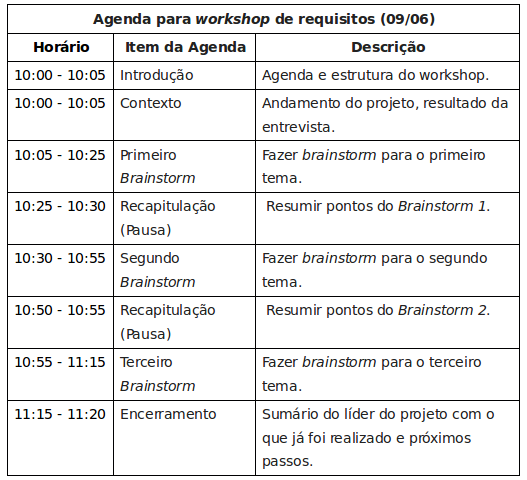 Agenda para workshop de requisitos (09/06)
Horário Item da Agenda Descrição
10:00 - 10:05 Introdução Agenda e estrutura do workshop.
10:00 - 10:05 Contexto Andamento do projeto, resultado da
entrevista.
10:05 - 10:25 Primeiro Fazer brainstorm para o primeiro
Brainstorm tema.
10:25 - 10:30 Recapitulação Resumir pontos do Brainstorm 1.
(Pausa)
10:30 - 10:55 Segundo Fazer brainstorm para o segundo
Brainstorm tema.
10:50 - 10:55 Recapitulação Resumir pontos do Brainstorm 2.
(Pausa)
10:55 - 11:15 Terceiro Fazer brainstorm para o terceiro
Brainstorm tema.
11:15 - 11:20 Encerramento Sumário do líder do projeto com o
que já foi realizado e próximos
passos.